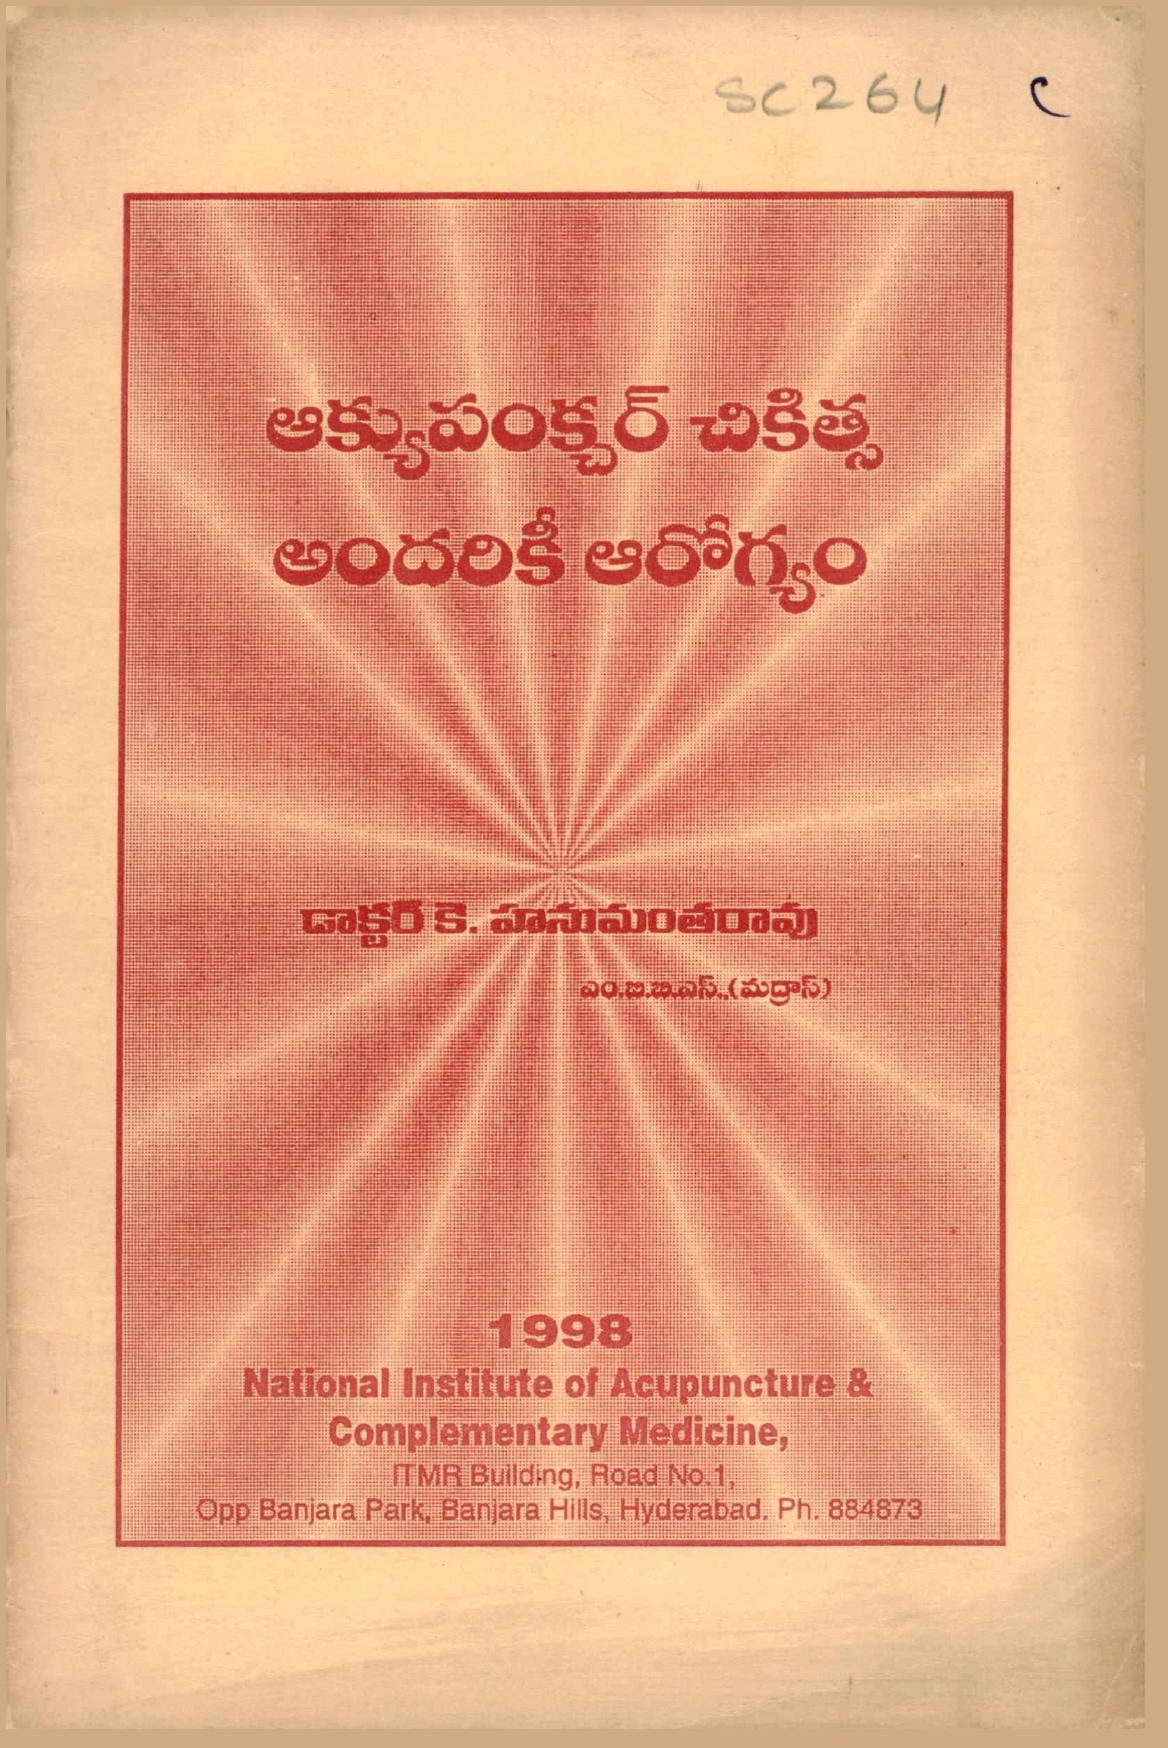 SC264 C
ఆక్యుపంక్చర్ చికిత్స
అందరికీ ఆరోగ్యం
డాక్టర్ కె. హనుమంతరావు
ఎం.బి.బి.ఎస్.,(మద్రాస్)
1998
National Institute of Acupuncture &
Complementary Medicine,
ITMR Building, Road No.1,
Opp Banjara Park, Banjara Hills, Hyderabad. Ph. 884873